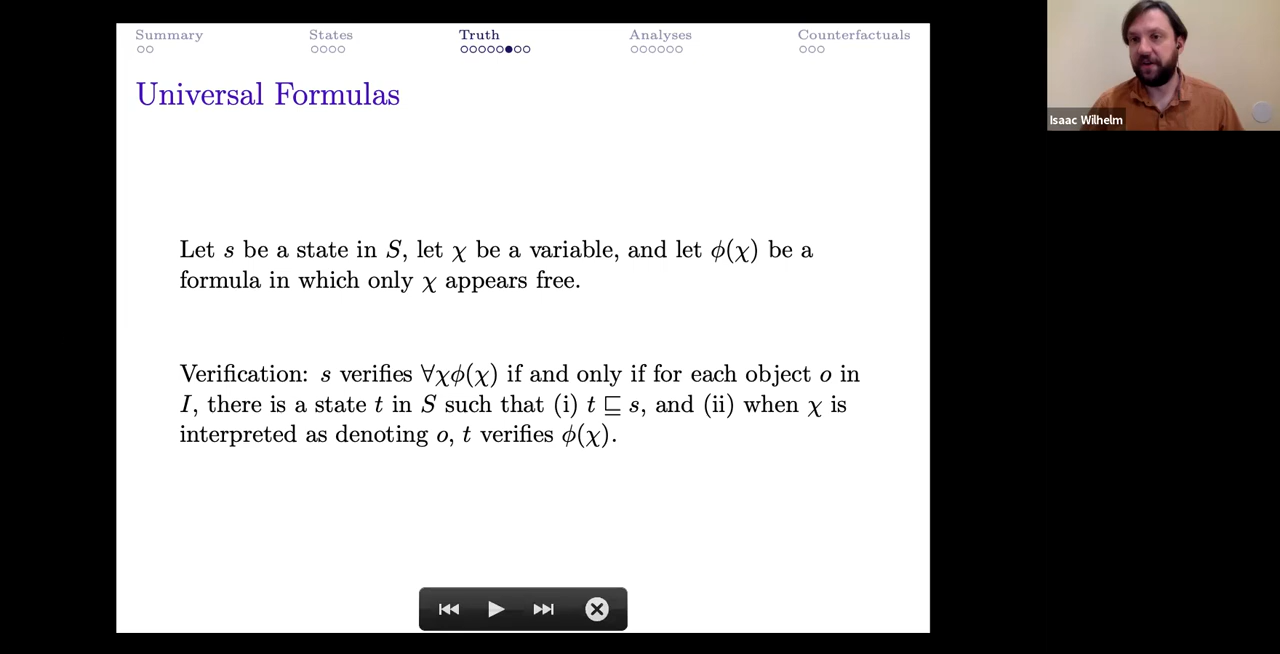 Summary States Truth Analyses Counterfactuals
Isaac Wilhelm
Universal Formulas
Let s be a state in S, let χ be a variable, and let ϕ(χ) be a
formula in which only χ appears free.
Verification: s verifies ∀χϕ(χ) if and only if for each object o in
I, there is a state t in S such that (i) t ⊑ s, and (ii) when χ is
interpreted as denoting o, t verifies ϕ(χ).